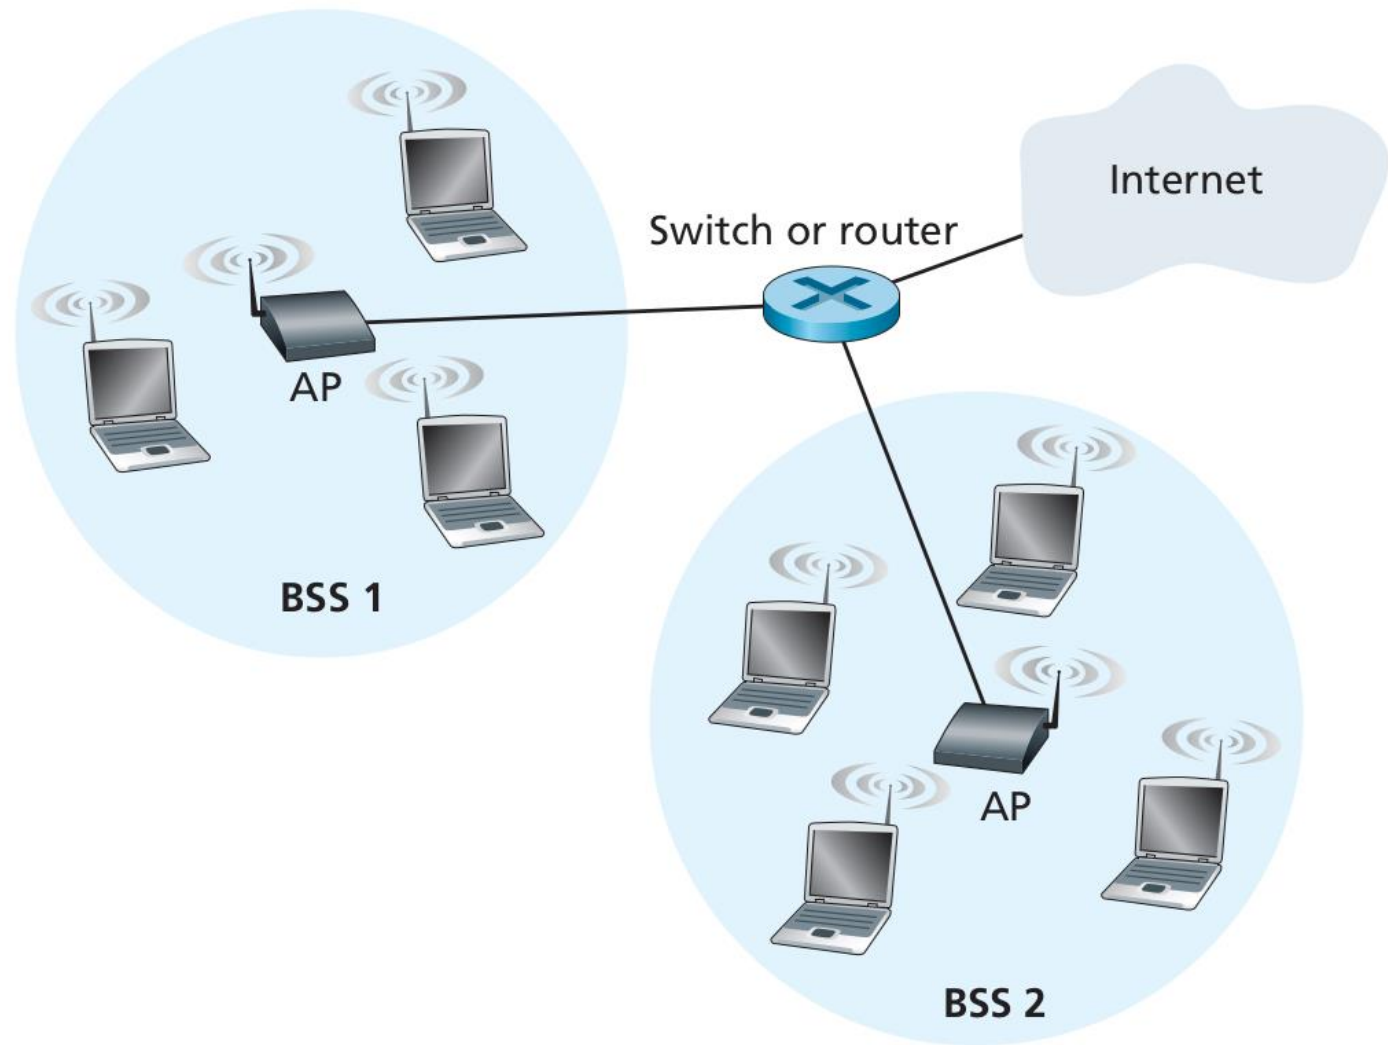 Internet
Switch or router
AP
BSS 1
AP
BSS 2